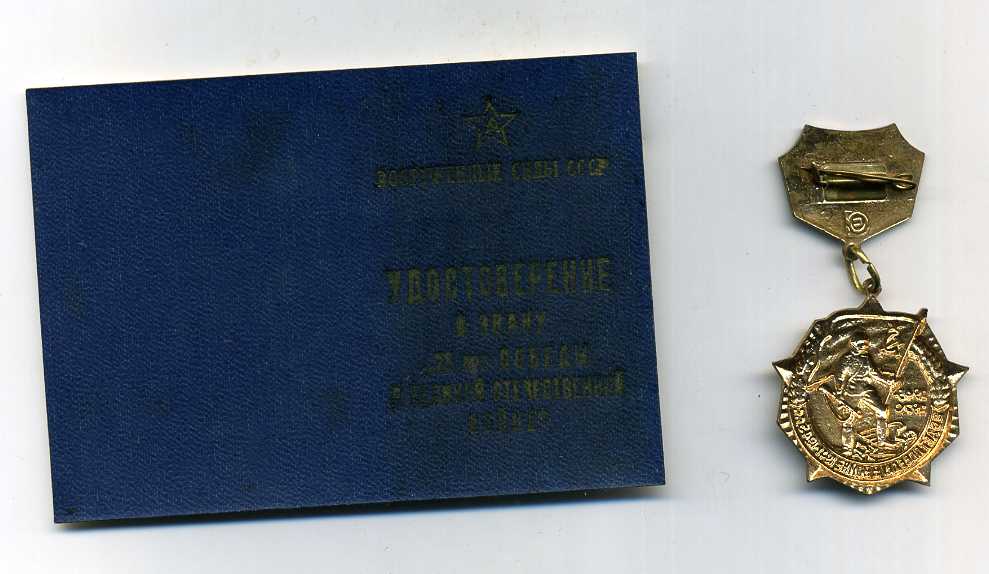 ВООРУЖЕННЫЕ СИЛЫ СССР
УДОСТОВЕРЕНИЕ
К ЗНАКУ
„25 лет ПОБЕДЫ
В ВЕЛИКОЙ ОТЕЧЕСТВЕННОЙ
ВОЙНЕ"